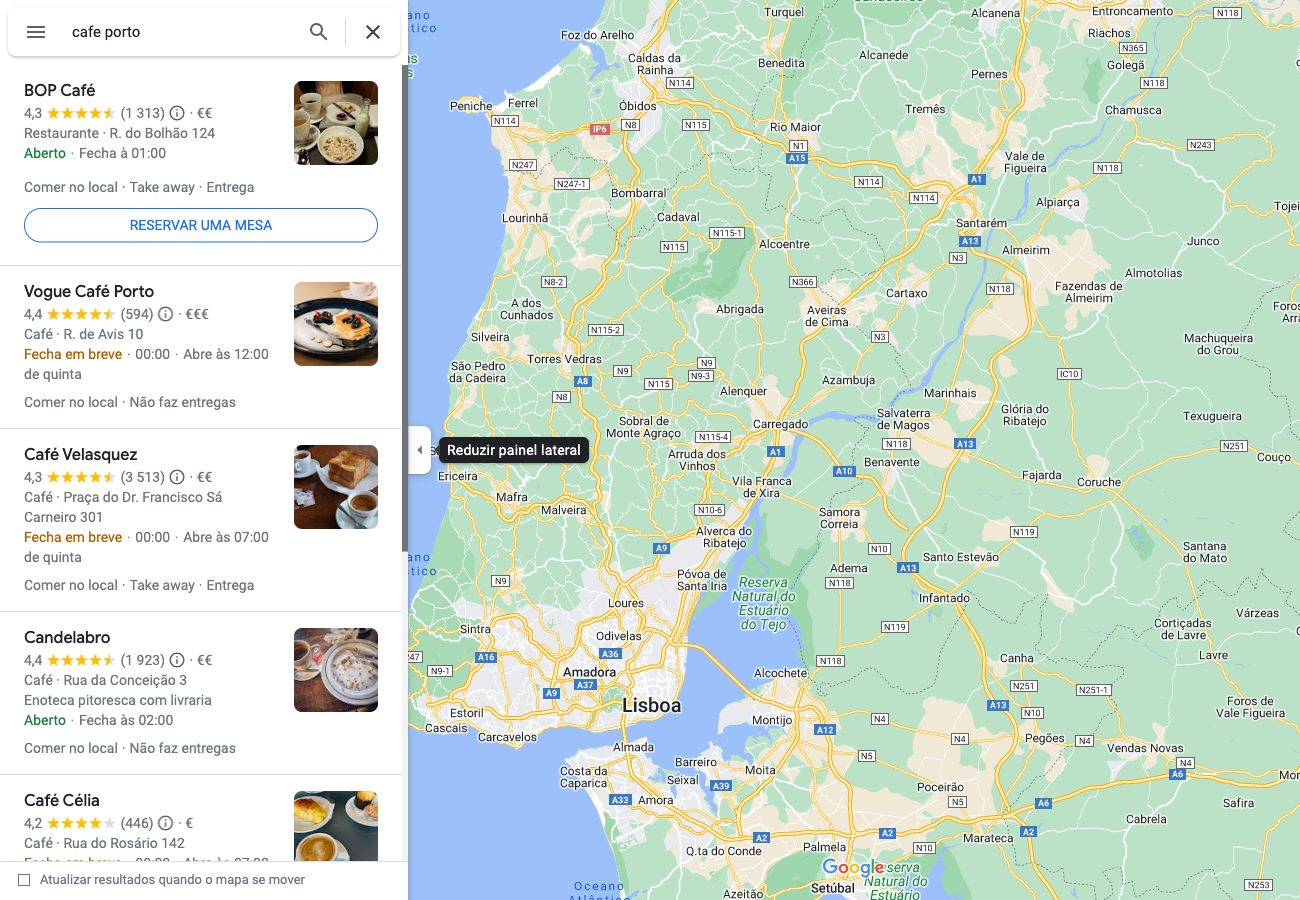 cafe porto
BOP Café
4,3 (1 313) · €€
Restaurante · R. do Bolhão 124
Aberto · Fecha à 01:00
Comer no local · Take away · Entrega
RESERVAR UMA MESA
Vogue Café Porto
4,4 (594) · €€€
Café · R. de Avis 10
Fecha em breve · 00:00 · Abre às 12:00
de quinta
Comer no local · Não faz entregas
Café Velasquez
4,3 (3 513) · €€
Café · Praça do Dr. Francisco Sá
Carneiro 301
Fecha em breve · 00:00 · Abre às 07:00
de quinta
Comer no local · Take away · Entrega
Candelabro
4,4 (1 923) · €€
Café · Rua da Conceição 3
Enoteca pitoresca com livraria
Aberto · Fecha às 02:00
Comer no local · Não faz entregas
Café Célia
4,2 (446) · €
Café · Rua do Rosário 142
Fecha em breve · 00:00 · Abre às 07:00
Atualizar resultados quando o mapa se mover
Reduzir painel lateral
Turquel
Alcanena
Entroncamento
N118
Foz do Arelho
Riachos
N365
Caldas da
Rainha
Benedita
Alcanede
Golegã
N114
Pernes
N118
Peniche
Ferrel
Óbidos
Tremês
Chamusca
N114
IP6
N8
N115
Rio Maior
N1
A15
N243
N247
Vale de
Figueira
N118
N247-1
N114
A1
Bombarral
N114
Alpiarça
Lourinhã
Cadaval
Santarém
N115-1
N115
Alcoentre
A13
Almeirim
Junco
N3
Almotolias
N8-2
N366
N118
Fazendas de
Almeirim
A dos
Cunhados
Abrigada
Aveiras
de Cima
Cartaxo
N115-2
Silveira
N3
Machuqueira
do Grou
Torres Vedras
São Pedro
da Cadeira
N9
N9
N9-3
IC10
A8
N115
Azambuja
N8
Alenquer
Marinhais
Sobral de
Monte Agraço
Carregado
Salvaterra
de Magos
Glória do
Ribatejo
Texugueira
N115-4
N118
A13
N251
Arruda dos
Vinhos
A1
Benavente
Couço
Ericeira
A10
Fajarda
Coruche
Mafra
Vila Franca
de Xira
Malveira
N10-6
Samora
Correia
Alverca do
Ribatejo
N119
A9
N10
Santo Estevão
Santana
do Mato
Adema
A13
N9
Póvoa de
Santa Iria
Reserva
Natural do
Estuário
do Tejo
N118
Infantado
Loures
Várzeas
Sintra
Odivelas
N119
Cortiçadas
de Lavre
A16
A36
Canha
Lavre
N9-1
Amadora
N118
A37
Alcochete
N251
N251-1
A9
Lisboa
A13
Foros de
Vale Figueira
Estoril
Montijo
N4
N10
Cascais
Carcavelos
A12
Pegões
N4
N4
Almada
Vendas Novas
Barreiro
N5
N4
Costa da
Caparica
Seixal
Moita
A6
A39
Poceirão
A33
Amora
N5
A6
Safira
Cabrela
A2
A2
A2
Marateca
Q.ta do Conde
Palmela
N10
Google
Setúbal
Natural do
Estuário
N253
Azeitão
Oceano